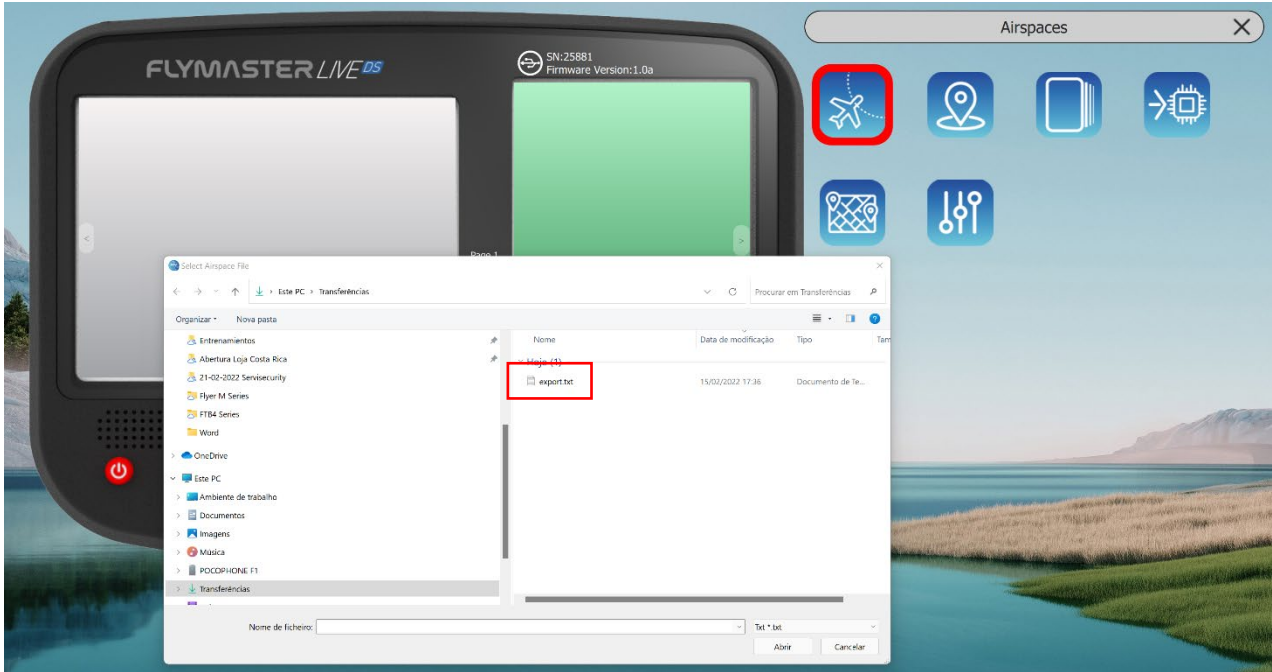 Airspaces
FLYMASTER LIVE DS
SN:25881
Firmware Version:1.0a
Page 1
Select Airspace File
Este PC > Transferências
Procurar em Transferências
Organizar
Nova pasta
Entrenamientos
Abertura Loja Costa Rica
21-02-2022 Servisecurity
Flyer M Series
FTB4 Series
Word
OneDrive
Este PC
Ambiente de trabalho
Documentos
Imagens
Música
POCOPHONE F1
Transferências
Nome
Data de modificação
Tipo
Tam
Hoje (1)
export.txt
15/02/2022 17:36
Documento de Te...
Nome de ficheiro:
Txt *.txt
Abrir
Cancelar